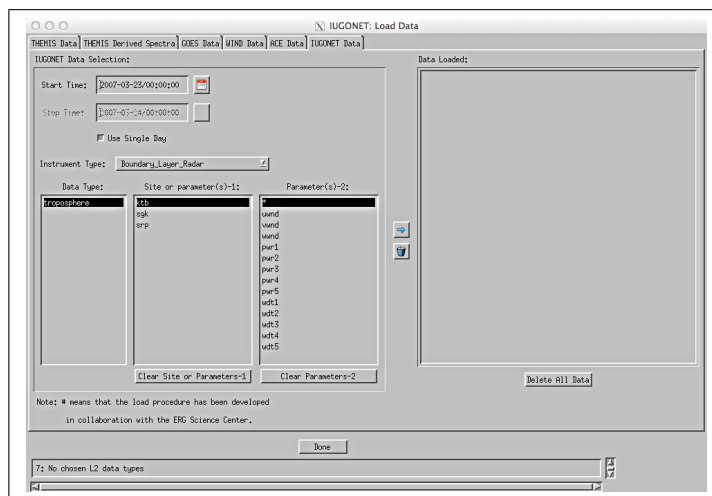 IUGONET: Load Data
THEMIS Data THEMIS Derived Spectra GOES Data WIND Data ACE Data IUGONET Data
IUGONET Data Selection:
Data Loaded:
Start Time: 2007-03-23/00:00:00
Stop Time: 2007-03-24/00:00:00
Use Single Day
Instrument Type: Boundary_Layer_Radar
Data Type: Site or parameter(s)-1: Parameter(s)-2:
troposphere
ktb
sgk
srp
*
uwnd
vwnd
wwnd
pwr1
pwr2
pwr3
pwr4
pwr5
wdt1
wdt2
wdt3
wdt4
wdt5
Clear Site or Parameters-1
Clear Parameters-2
Delete All Data
Note: # means that the load procedure has been developed
in collaboration with the ERG Science Center.
Done
7: No chosen L2 data types